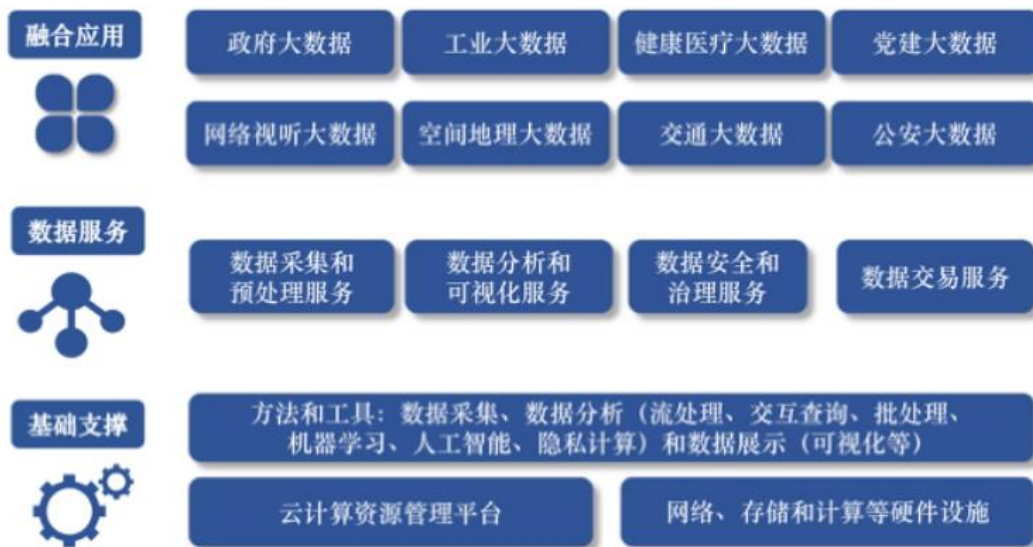 融合应用
政府大数据
工业大数据
健康医疗大数据
党建大数据
网络视听大数据
空间地理大数据
交通大数据
公安大数据
数据服务
数据采集和
预处理服务
数据分析和
可视化服务
数据安全和
治理服务
数据交易服务
基础支撑
方法和工具：数据采集、数据分析（流处理、交互查询、批处理、
机器学习、人工智能、隐私计算）和数据展示（可视化等）
云计算资源管理平台
网络、存储和计算等硬件设施